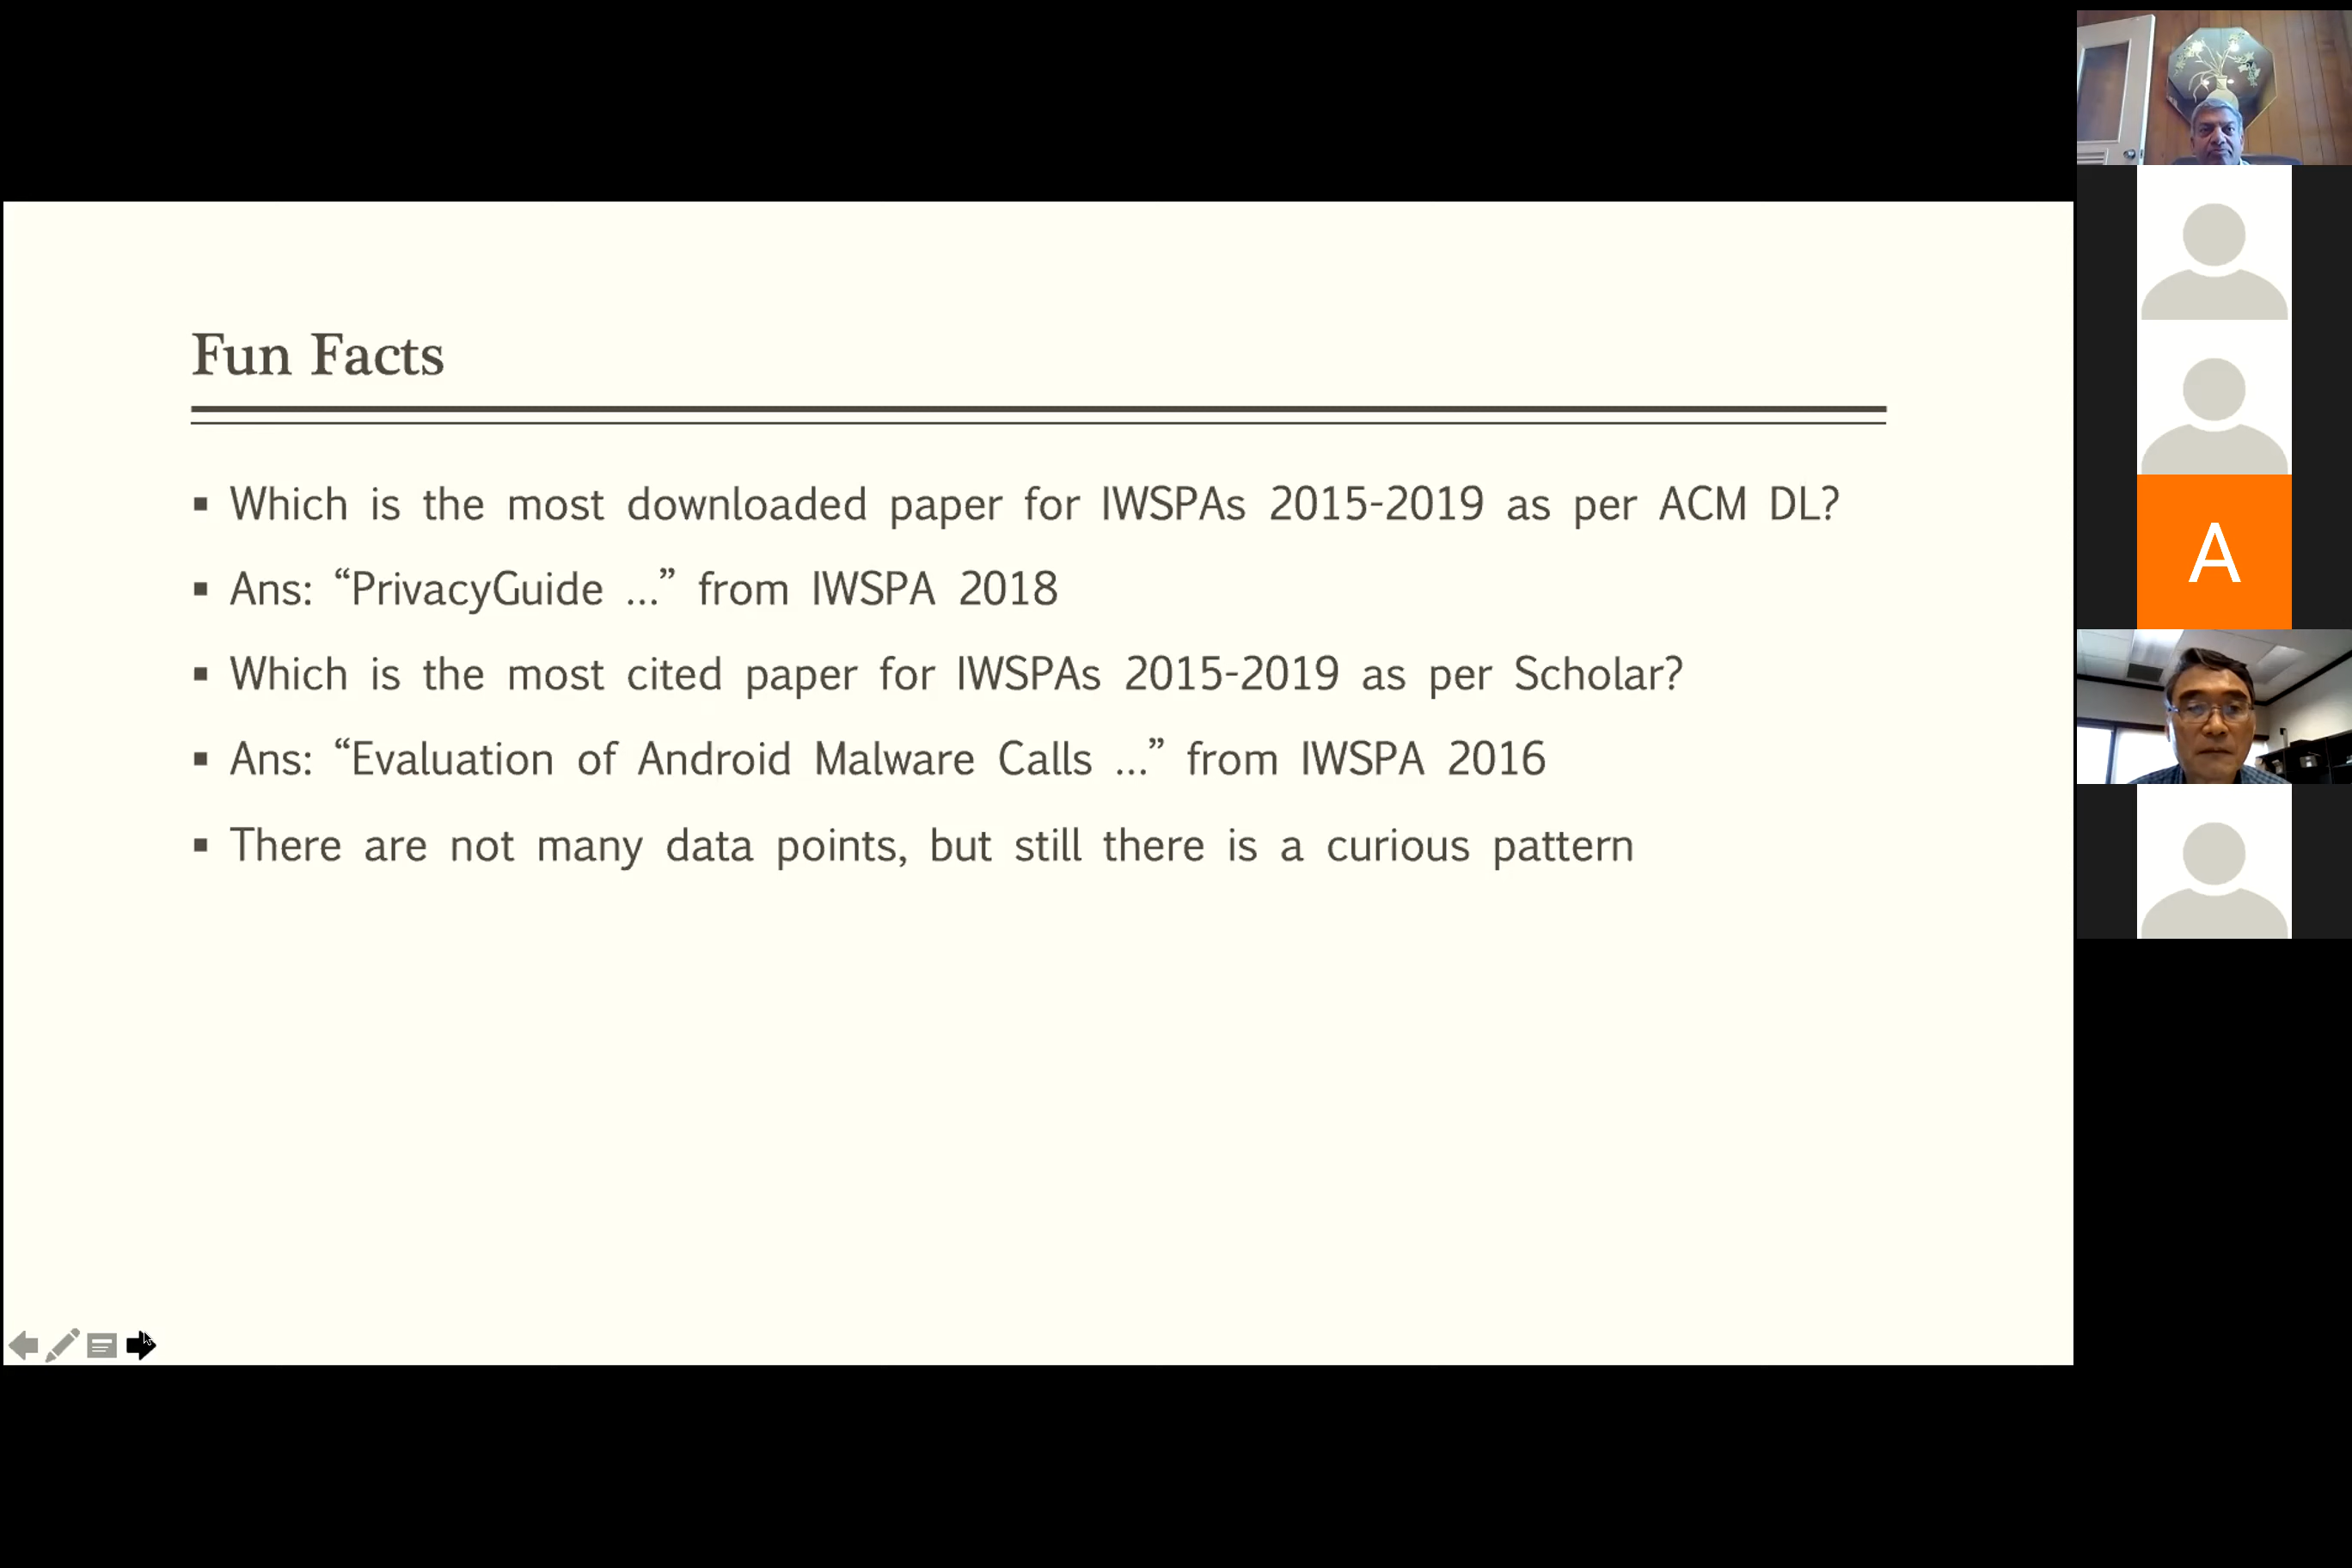 Fun Facts
▪ Which is the most downloaded paper for IWSPAs 2015-2019 as per ACM DL?
▪ Ans: “PrivacyGuide ...” from IWSPA 2018
▪ Which is the most cited paper for IWSPAs 2015-2019 as per Scholar?
▪ Ans: “Evaluation of Android Malware Calls ...” from IWSPA 2016
▪ There are not many data points, but still there is a curious pattern
A